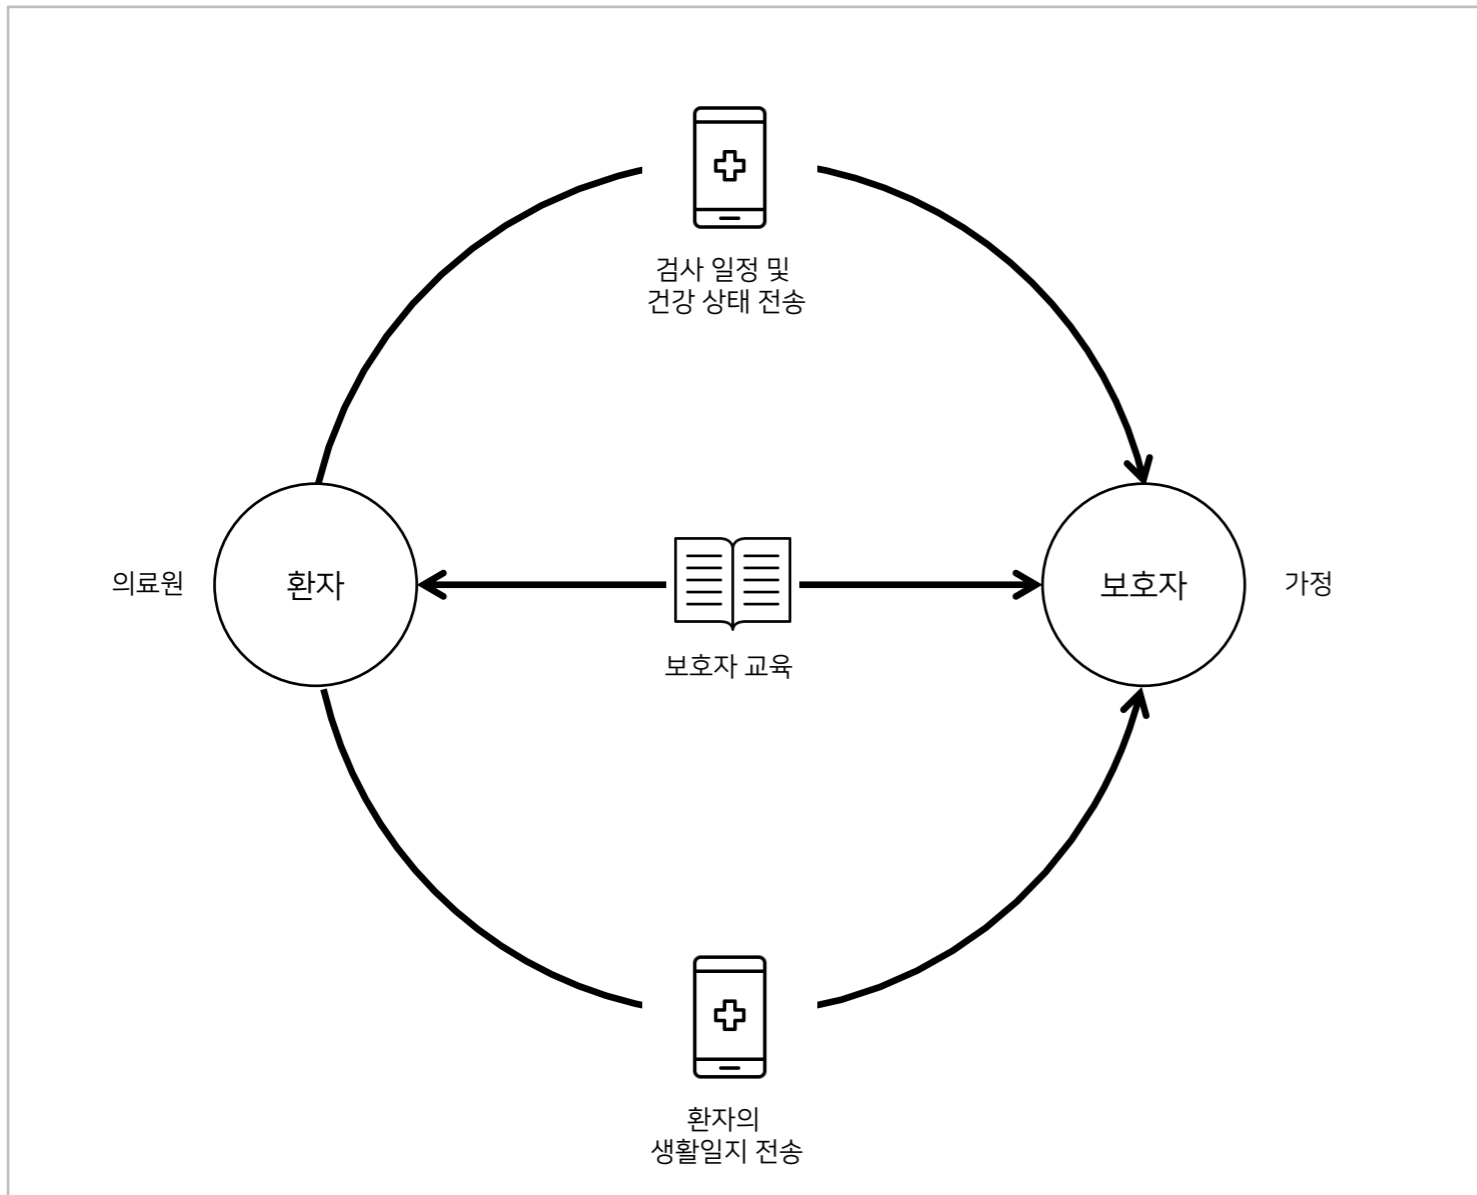 검사 일정 및
건강 상태 전송
의료원
환자
보호자
가정
보호자 교육
환자의
생활일지 전송